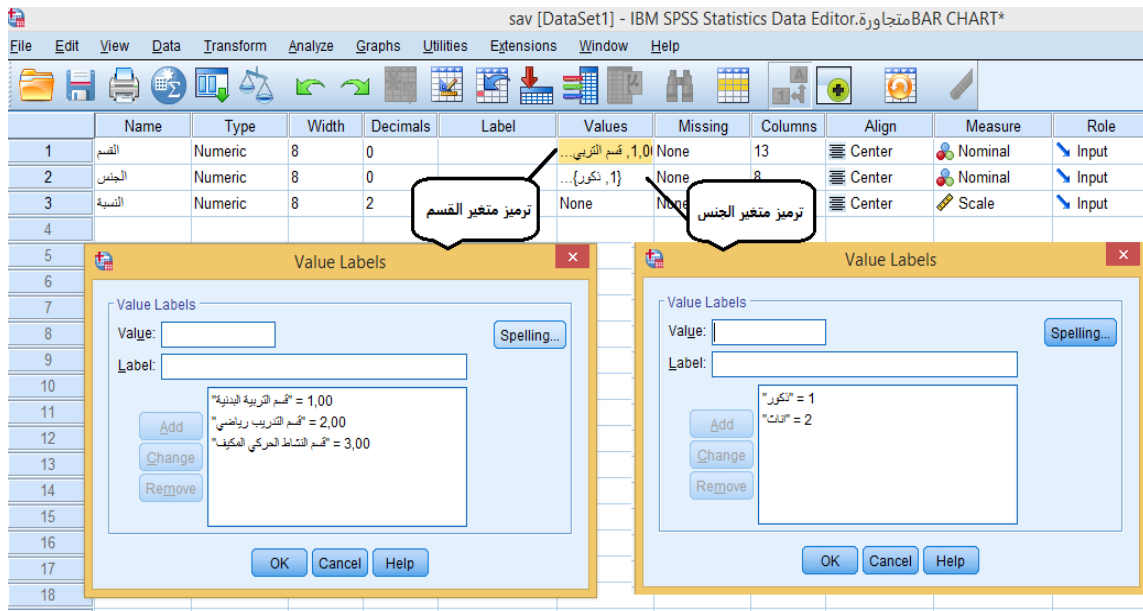 *BAR CHARTمتجاورة.sav [DataSet1] - IBM SPSS Statistics Data Editor
File Edit View Data Transform Analyze Graphs Utilities Extensions Window Help
Name Type Width Decimals Label Values Missing Columns Align Measure Role
1 القسم Numeric 8 0 1,00, قسم التربي... None 13 Center Nominal Input
2 الجنس Numeric 8 0 {1, ذكور}... None 8 Center Nominal Input
3 النسبة Numeric 8 2 None None Center Scale Input
ترميز متغير القسم
ترميز متغير الجنس
4
5
6
7
8
9
10
11
12
13
14
15
16
17
18
Value Labels
Value Labels
Value:
Spelling...
Label:
1,00 = "قسم التربية البدنية"
2,00 = "قسم التدريب رياضي"
3,00 = "قسم النشاط الحركي المكيف"
Add
Change
Remove
OK Cancel Help
Value Labels
Value Labels
Value:
Spelling...
Label:
1 = "ذكور"
2 = "اناث"
Add
Change
Remove
OK Cancel Help